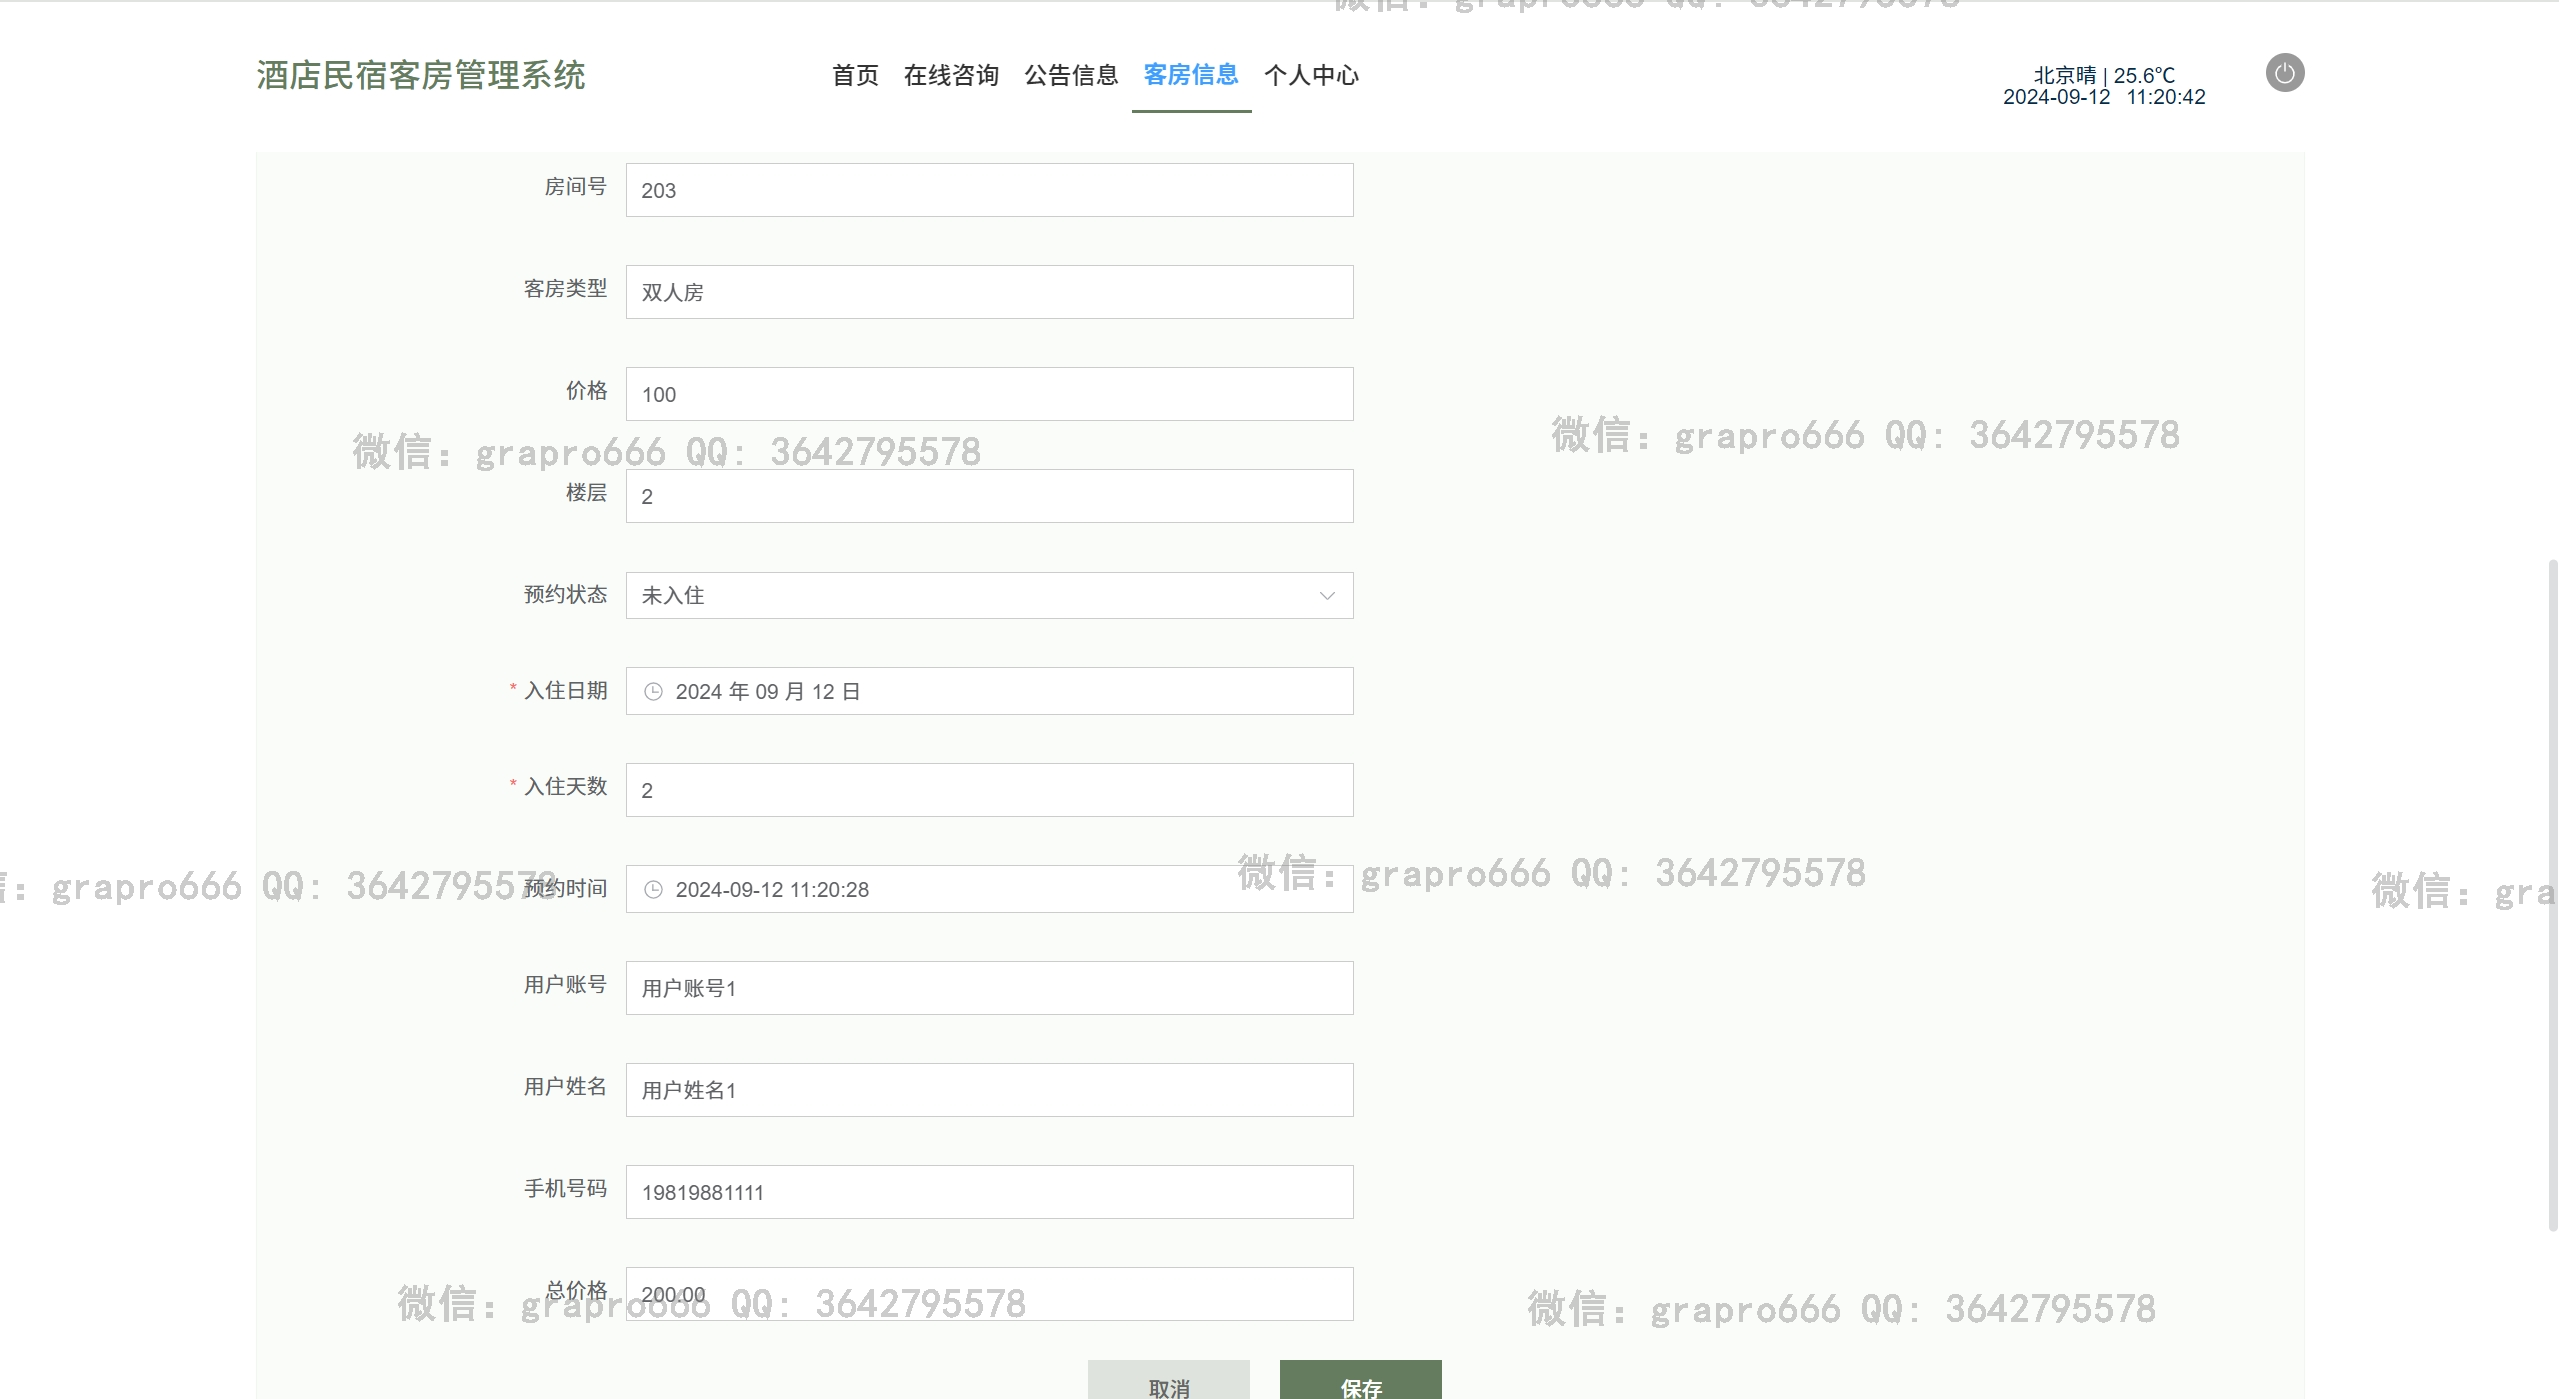 微信: grapro666 QQ: 3642795578
酒店民宿客房管理系统
首页 在线咨询 公告信息 客房信息 个人中心
北京晴 | 25.6℃
2024-09-12 11:20:42
房间号 203
客房类型 双人房
价格 100
微信: grapro666 QQ: 3642795578
微信: grapro666 QQ: 3642795578
楼层 2
预约状态 未入住
* 入住日期 2024 年 09 月 12 日
* 入住天数 2
信: grapro666 QQ: 3642795578
预约时间 2024-09-12 11:20:28
微信: grapro666 QQ: 3642795578
微信: gra
用户账号 用户账号1
用户姓名 用户姓名1
手机号码 19819881111
总价格 200.00
微信: grapro666 QQ: 3642795578
微信: grapro666 QQ: 3642795578
取消 保存